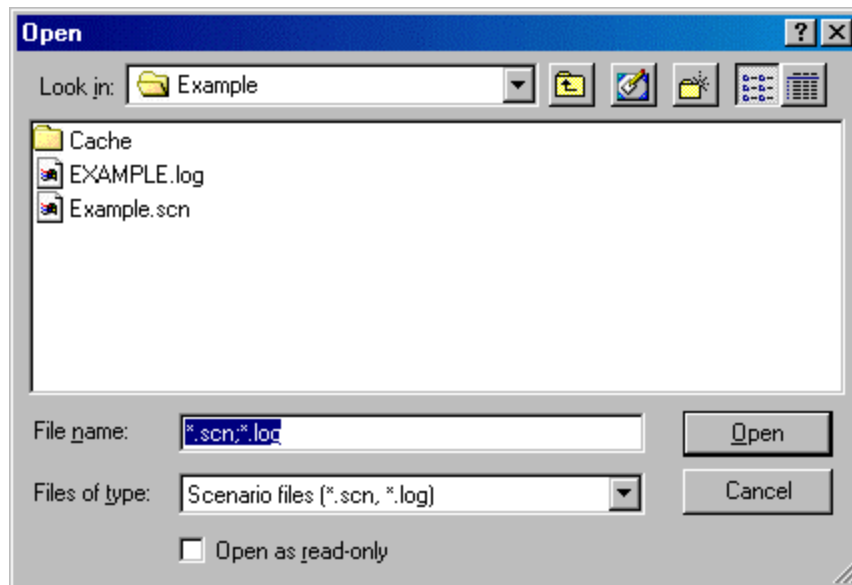 Open
Look in: Example
Cache
EXAMPLE.log
Example.scn
File name: *.scn;*.log Open
Files of type: Scenario files (*.scn, *.log) Cancel
Open as read-only